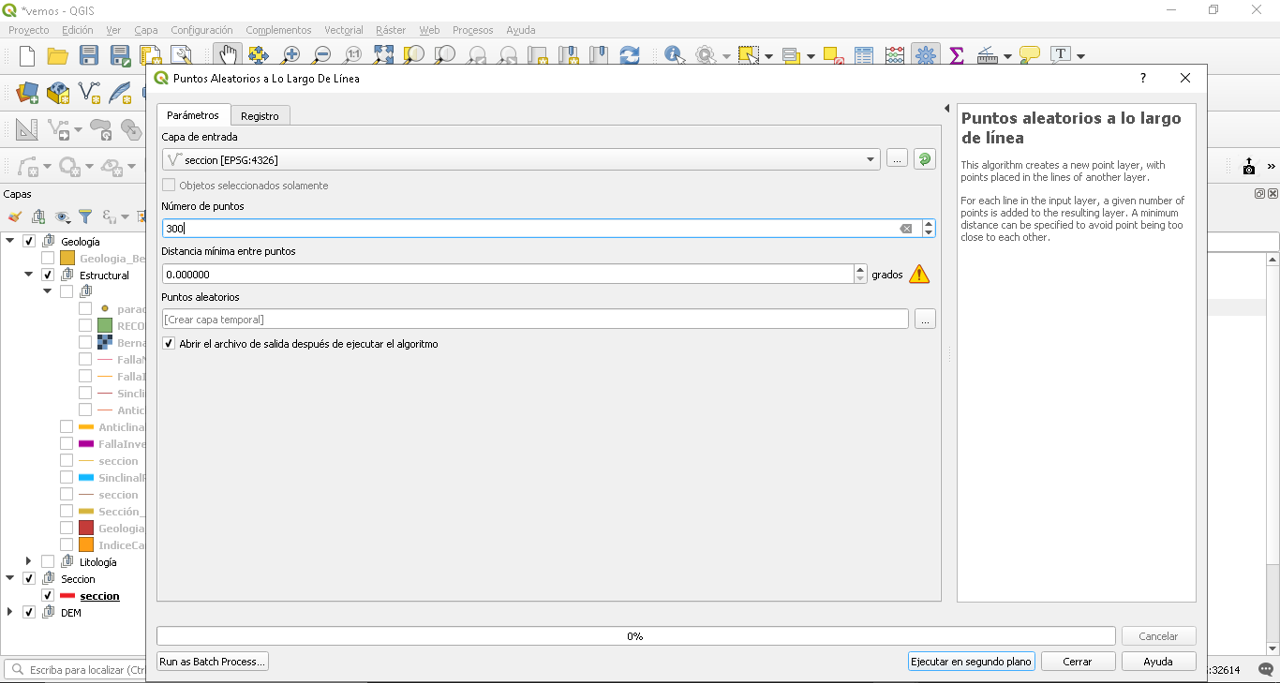 *vemos - QGIS
Proyecto Edición Ver Capa Configuración Complementos Vectorial Ráster Web Procesos Ayuda
Puntos Aleatorios a Lo Largo De Línea
?
Parámetros Registro
Capa de entrada
seccion [EPSG:4326]
...
Objetos seleccionados solamente
Número de puntos
300
Distancia mínima entre puntos
0.000000
grados
Puntos aleatorios
[Crear capa temporal]
...
Abrir el archivo de salida después de ejecutar el algoritmo
Puntos aleatorios a lo largo
de línea
This algorithm creates a new point layer, with
points placed in the lines of another layer.
For each line in the input layer, a given number of
points is added to the resulting layer. A minimum
distance can be specified to avoid point being too
close to each other.
0%
Cancelar
Run as Batch Process...
Ejecutar en segundo plano
Cerrar
Ayuda
Capas
Geología
Geologia_Be
Estructural
parad
RECO
Berna
Falla
FallaI
Sincli
Antic
Anticlina
FallaInve
seccion
Sinclinal
seccion
Sección_
Geologia
IndiceCa
Litología
Seccion
seccion
DEM
Escriba para localizar (Ctr
:32614